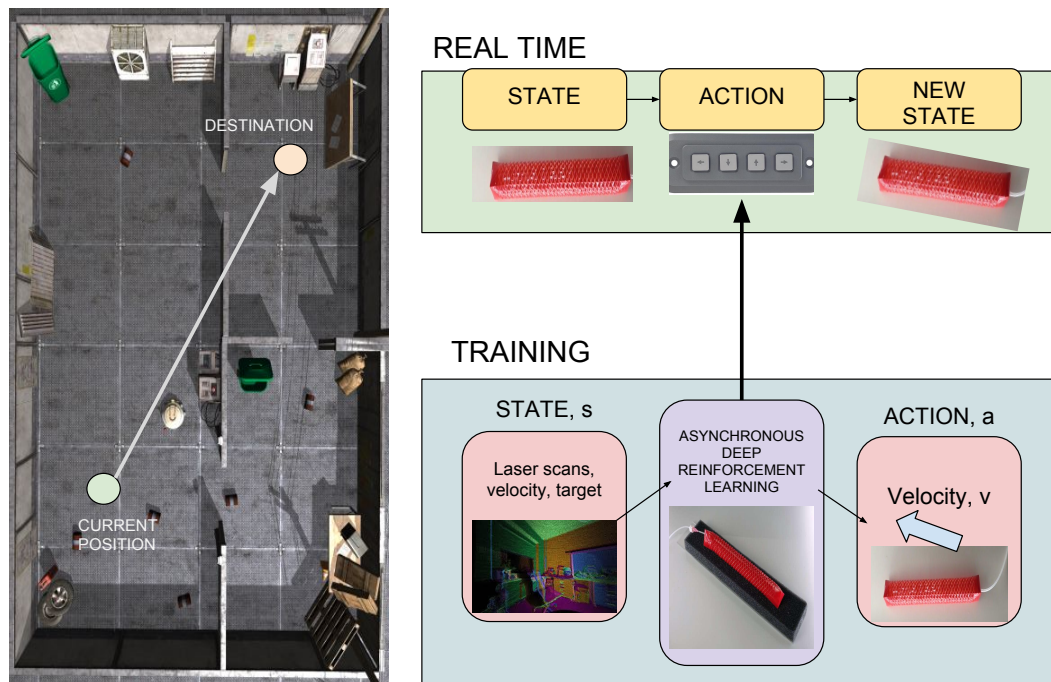 DESTINATION
CURRENT
POSITION
REAL TIME
STATE
ACTION
NEW
STATE
TRAINING
STATE, s
Laser scans,
velocity, target
ASYNCHRONOUS
DEEP
REINFORCEMENT
LEARNING
ACTION, a
Velocity, v